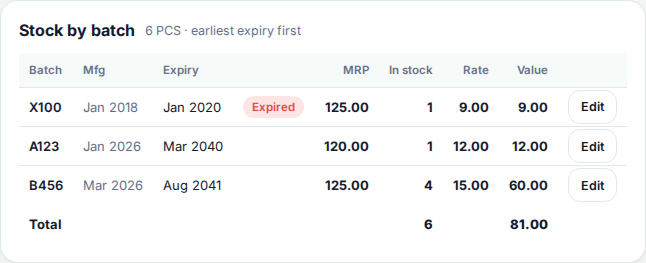 Stock by batch 6 PCS · earliest expiry first
Batch Mfg Expiry MRP In stock Rate Value
X100 Jan 2018 Jan 2020 Expired 125.00 1 9.00 9.00 Edit
A123 Jan 2026 Mar 2040 120.00 1 12.00 12.00 Edit
B456 Mar 2026 Aug 2041 125.00 4 15.00 60.00 Edit
Total 6 81.00